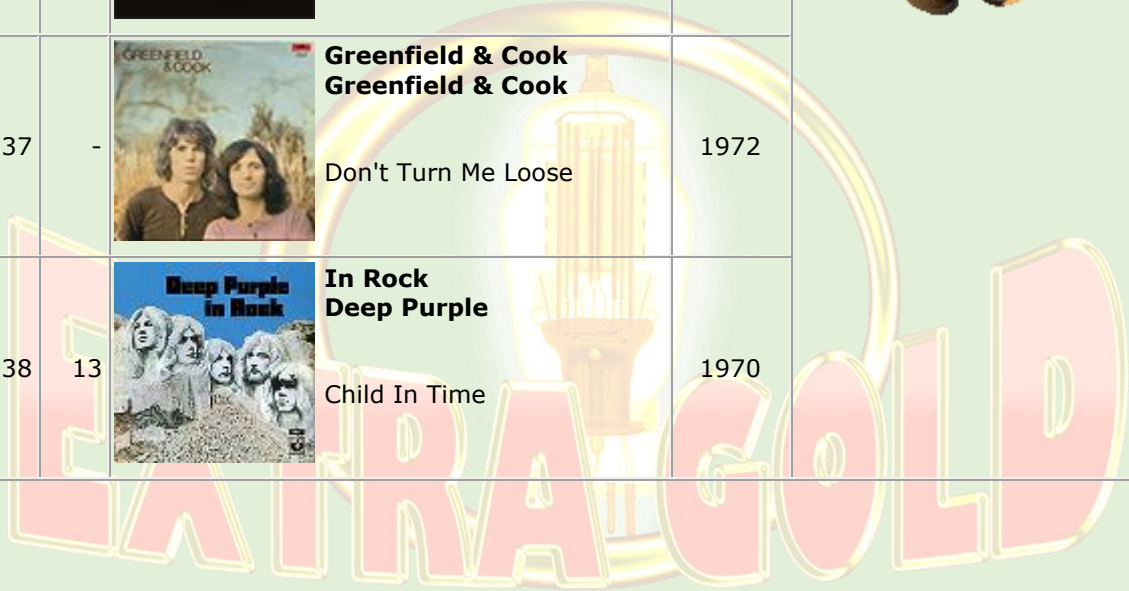 37
-
GREENFIELD
& COOK
Greenfield & Cook
Greenfield & Cook
Don't Turn Me Loose
1972
38
13
Deep Purple
in Rock
In Rock
Deep Purple
Child In Time
1970
EXTRA GOLD